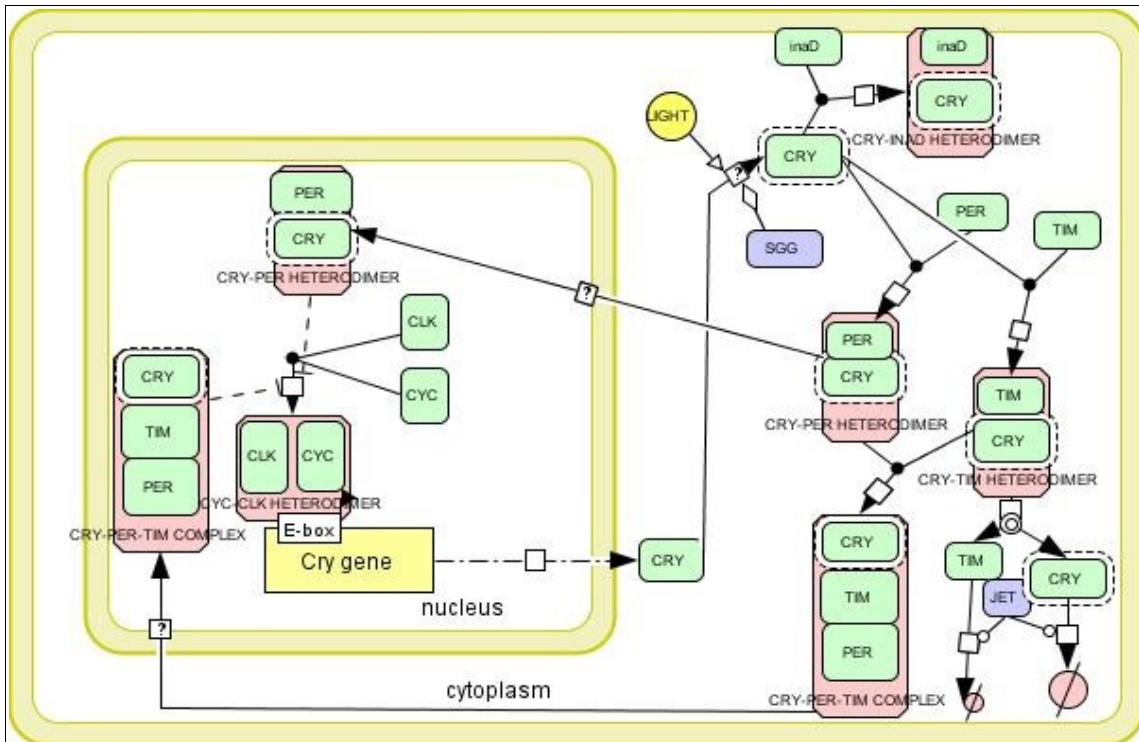 inaD
inaD
CRY
CRY-INAD HETERODIMER
LIGHT
?
CRY
SGG
PER
TIM
PER
CRY
CRY-PER HETERODIMER
?
CLK
CYC
CRY
TIM
PER
CRY-PER-TIM COMPLEX
CLK
CYC
CYC-CLK HETERODIMER
E-box
Cry gene
nucleus
CRY
PER
CRY
CRY-PER HETERODIMER
TIM
CRY
CRY-TIM HETERODIMER
CRY
TIM
PER
CRY-PER-TIM COMPLEX
TIM
JET
CRY
?
cytoplasm